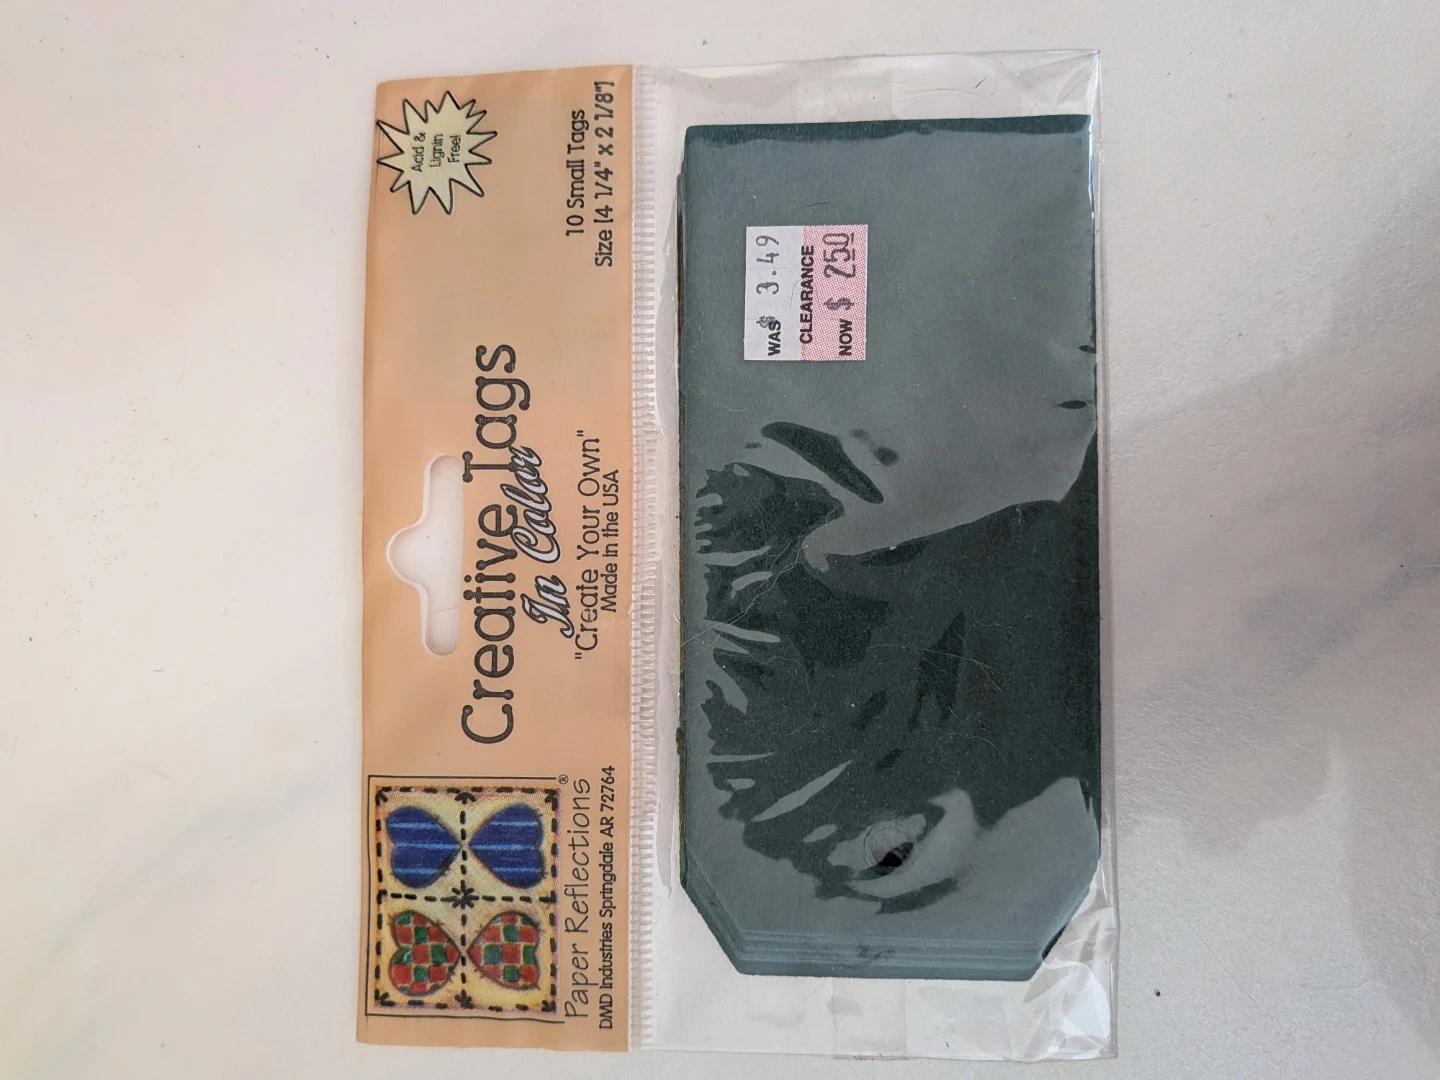 Acid &
Lignin
Free!
Creative Tags
In Color
"Create Your Own"
Made in the USA
10 Small Tags
Size [4 1/4" x 2 1/8"]
Paper Reflections®
DMD Industries Springdale AR 72764
WAS $ 3.49
CLEARANCE
NOW $ 2.50